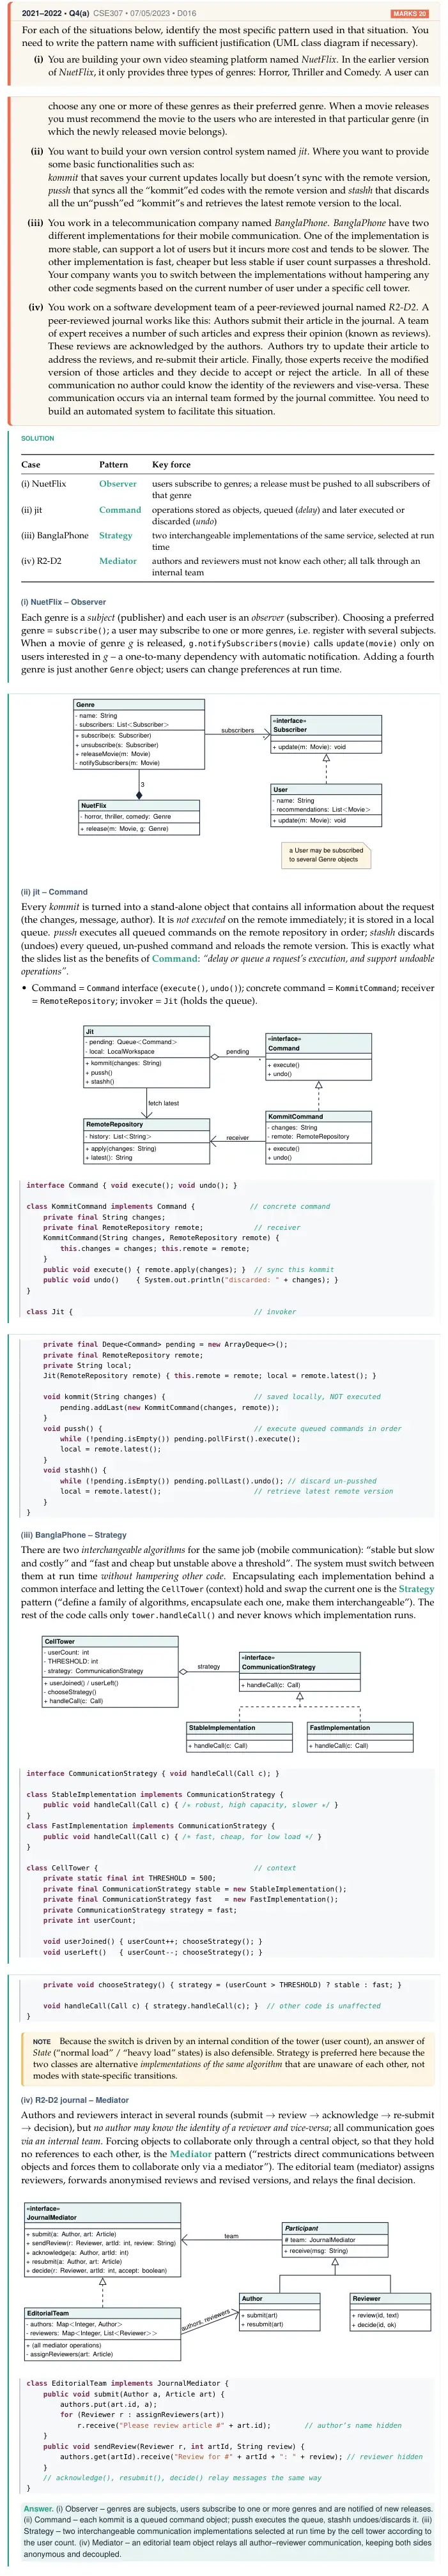 2021–2022 • Q4(a) CSE307 • 07/05/2023 • D016 MARKS 20
For each of the situations below, identify the most specific design pattern used in that situation. You
need to write the pattern name with sufficient justification (UML class diagram if necessary).
(i) You are building your own video steaming platform named NuetFlix. In the earlier version
of NuetFlix, it only provides three types of genres: Horror, Thriller and Comedy. A user can
choose any one or more of these genres as their preferred genre. When a movie releases
you must recommend the movie to the users who are interested in that particular genre (in
which the newly released movie belongs).
(ii) You want to build your own version control system named jit. Where you want to provide
some basic functionalities such as:
kommit that saves your current updates locally but doesn't sync with the remote version,
pussh that syncs all the "kommit"ed codes with the remote version and stashh that discards
all the un"pussh"ed "kommit"s and retrieves the latest remote version to the local.
(iii) You work in a telecommunication company named BanglaPhone. BanglaPhone have two
different implementations for their mobile communication. One of the implementation is
more stable, can support a lot of users but it incurs more cost and tends to be slower. The
other implementation is fast, cheaper but less stable if user count surpasses a threshold.
Your company wants you to switch between the implementations without hampering any
other code segments based on the current number of user under a specific cell tower.
(iv) You work on a software development team of a peer-reviewed journal named R2-D2. A
peer-reviewed journal works like this: Authors submit their article in the journal. A team
of expert receives a number of such articles and express their opinion (known as reviews).
These reviews are acknowledged by the authors. Authors try to update their article to
address the reviews, and re-submit their article. Finally, those experts receive the modified
version of those articles and they decide to accept or reject the article. In all of these
communication no author could know the identity of the reviewers and vise-versa. These
communication occurs via an internal team formed by the journal committee. They need to
build an automated system to facilitate this situation.
SOLUTION
Case Pattern Key force
(i) NuetFlix Observer users subscribe to genres; a release must be pushed to all subscribers of
that genre
(ii) jit Command operations stored as objects, queued (delay) and later executed or
discarded (undo)
(iii) BanglaPhone Strategy two interchangeable implementations of the same service, selected at run
time
(iv) R2-D2 Mediator authors and reviewers must not know each other; all talk through an
internal team
(i) NuetFlix – Observer
Each genre is a subject (publisher) and each user is an observer (subscriber). Choosing a preferred
genre = subscribe(); a user may subscribe to one or more genres, i.e. register with several subjects.
When a movie of genre g is released, g.notifySubscribers(movie) calls update(movie) only on
users interested in g – a one-to-many dependency with automatic notification. Adding a fourth
genre is just another Genre object; users can change preferences at run time.
Genre
- name: String
- subscribers: List<Subscriber>
+ subscribe(s: Subscriber)
+ unsubscribe(s: Subscriber)
+ releaseMovie(m: Movie)
- notifySubscribers(m: Movie)
subscribers
*
«interface»
Subscriber
+ update(m: Movie): void
3
NuetFlix
- horror, thriller, comedy: Genre
+ release(m: Movie, g: Genre)
User
- name: String
- recommendations: List<Movie>
+ update(m: Movie): void
a User may be subscribed
to several Genre objects
(ii) jit – Command
Every kommit is turned into a stand-alone object that contains all information about the request
(the changes, message, author). It is not executed on the remote immediately; it is stored in a local
queue. pussh executes all queued commands on the remote repository in order; stashh discards
(undoes) every queued, un-pushed command and reloads the remote version. This is exactly what
the slides list as the benefits of Command: "delay or queue a request's execution, and support undoable
operations".
• Command = Command interface (execute(), undo()); concrete command = KommitCommand; receiver
= RemoteRepository; invoker = Jit (holds the queue).
Jit
- pending: Queue<Command>
- local: LocalWorkspace
+ kommit(changes: String)
+ pussh()
+ stashh()
pending
*
«interface»
Command
+ execute()
+ undo()
fetch latest
RemoteRepository
- history: List<String>
+ apply(changes: String)
+ latest(): String
receiver
KommitCommand
- changes: String
- remote: RemoteRepository
+ execute()
+ undo()
interface Command { void execute(); void undo(); }
class KommitCommand implements Command { // concrete command
private final String changes;
private final RemoteRepository remote; // receiver
KommitCommand(String changes, RemoteRepository remote) {
this.changes = changes; this.remote = remote;
}
public void execute() { remote.apply(changes); } // sync this kommit
public void undo() { System.out.println("discarded: " + changes); }
}
class Jit { // invoker
private final Deque<Command> pending = new ArrayDeque<>();
private final RemoteRepository remote;
private String local;
Jit(RemoteRepository remote) { this.remote = remote; local = remote.latest(); }
void kommit(String changes) { // saved locally, NOT executed
pending.addLast(new KommitCommand(changes, remote));
}
void pussh() { // execute queued commands in order
while (!pending.isEmpty()) pending.pollFirst().execute();
local = remote.latest();
}
void stashh() {
while (!pending.isEmpty()) pending.pollLast().undo(); // discard un-pusshed
local = remote.latest(); // retrieve latest remote version
}
}
(iii) BanglaPhone – Strategy
There are two interchangeable algorithms for the same job (mobile communication): "stable but slow
and costly" and "fast and cheap but unstable above a threshold". The system must switch between
them at run time without hampering other code. Encapsulating each implementation behind a
common interface and letting the CellTower (context) hold and swap the current one is the Strategy
pattern ("define a family of algorithms, encapsulate each one, make them interchangeable"). The
rest of the code calls only tower.handleCall() and never knows which implementation runs.
CellTower
- userCount: int
- THRESHOLD: int
- strategy: CommunicationStrategy
+ userJoined() / userLeft()
- chooseStrategy()
+ handleCall(c: Call)
strategy
«interface»
CommunicationStrategy
+ handleCall(c: Call)
StableImplementation
+ handleCall(c: Call)
FastImplementation
+ handleCall(c: Call)
interface CommunicationStrategy { void handleCall(Call c); }
class StableImplementation implements CommunicationStrategy {
public void handleCall(Call c) { /* robust, high capacity, slower */ }
}
class FastImplementation implements CommunicationStrategy {
public void handleCall(Call c) { /* fast, cheap, for low load */ }
}
class CellTower { // context
private static final int THRESHOLD = 500;
private final CommunicationStrategy stable = new StableImplementation();
private final CommunicationStrategy fast = new FastImplementation();
private CommunicationStrategy strategy = fast;
private int userCount;
void userJoined() { userCount++; chooseStrategy(); }
void userLeft() { userCount--; chooseStrategy(); }
private void chooseStrategy() { strategy = (userCount > THRESHOLD) ? stable : fast; }
void handleCall(Call c) { strategy.handleCall(c); } // other code is unaffected
}
NOTE Because the switch is driven by an internal condition of the tower (user count), an answer of
State ("normal load" / "heavy load" states) is also defensible. Strategy is preferred here because the
two classes are alternative implementations of the same algorithm that are unaware of each other, not
modes with state-specific transitions.
(iv) R2-D2 journal – Mediator
Authors and reviewers interact in several rounds (submit → review → acknowledge → re-submit
→ decision), but no author may know the identity of a reviewer and vice-versa; all communication goes
via an internal team. Forcing objects to collaborate only through a central object, so that they hold
no references to each other, is the Mediator pattern ("restricts direct communications between
objects and forces them to collaborate only via a mediator"). The editorial team (mediator) assigns
reviewers, forwards anonymised reviews and revised versions, and relays the final decision.
«interface»
JournalMediator
+ submit(a: Author, art: Article)
+ sendReview(r: Reviewer, artId: int, review: String)
+ acknowledge(a: Author, artId: int)
+ resubmit(a: Author, art: Article)
+ decide(r: Reviewer, artId: int, accept: boolean)
team
Participant
# team: JournalMediator
+ receive(msg: String)
EditorialTeam
- authors: Map<Integer, Author>
- reviewers: Map<Integer, List<Reviewer>>
+ (all mediator operations)
- assignReviewers(art: Article)
authors, reviewers
Author
+ submit(art)
+ resubmit(art)
Reviewer
+ review(id, text)
+ decide(id, ok)
class EditorialTeam implements JournalMediator {
public void submit(Author a, Article art) {
authors.put(art.id, a);
for (Reviewer r : assignReviewers(art))
r.receive("Please review article #" + art.id); // author's name hidden
}
public void sendReview(Reviewer r, int artId, String review) {
authors.get(artId).receive("Review for #" + artId + ": " + review); // reviewer hidden
}
// acknowledge(), resubmit(), decide() relay messages the same way
}
Answer. (i) Observer – genres are subjects, users subscribe to one or more genres and are notified of new releases.
(ii) Command – each kommit is a queued command object; pussh executes the queue, stashh undoes/discards it. (iii)
Strategy – two interchangeable communication implementations selected at run time by the cell tower according to
the user count. (iv) Mediator – an editorial team object relays all author–reviewer communication, keeping both sides
anonymous and decoupled.